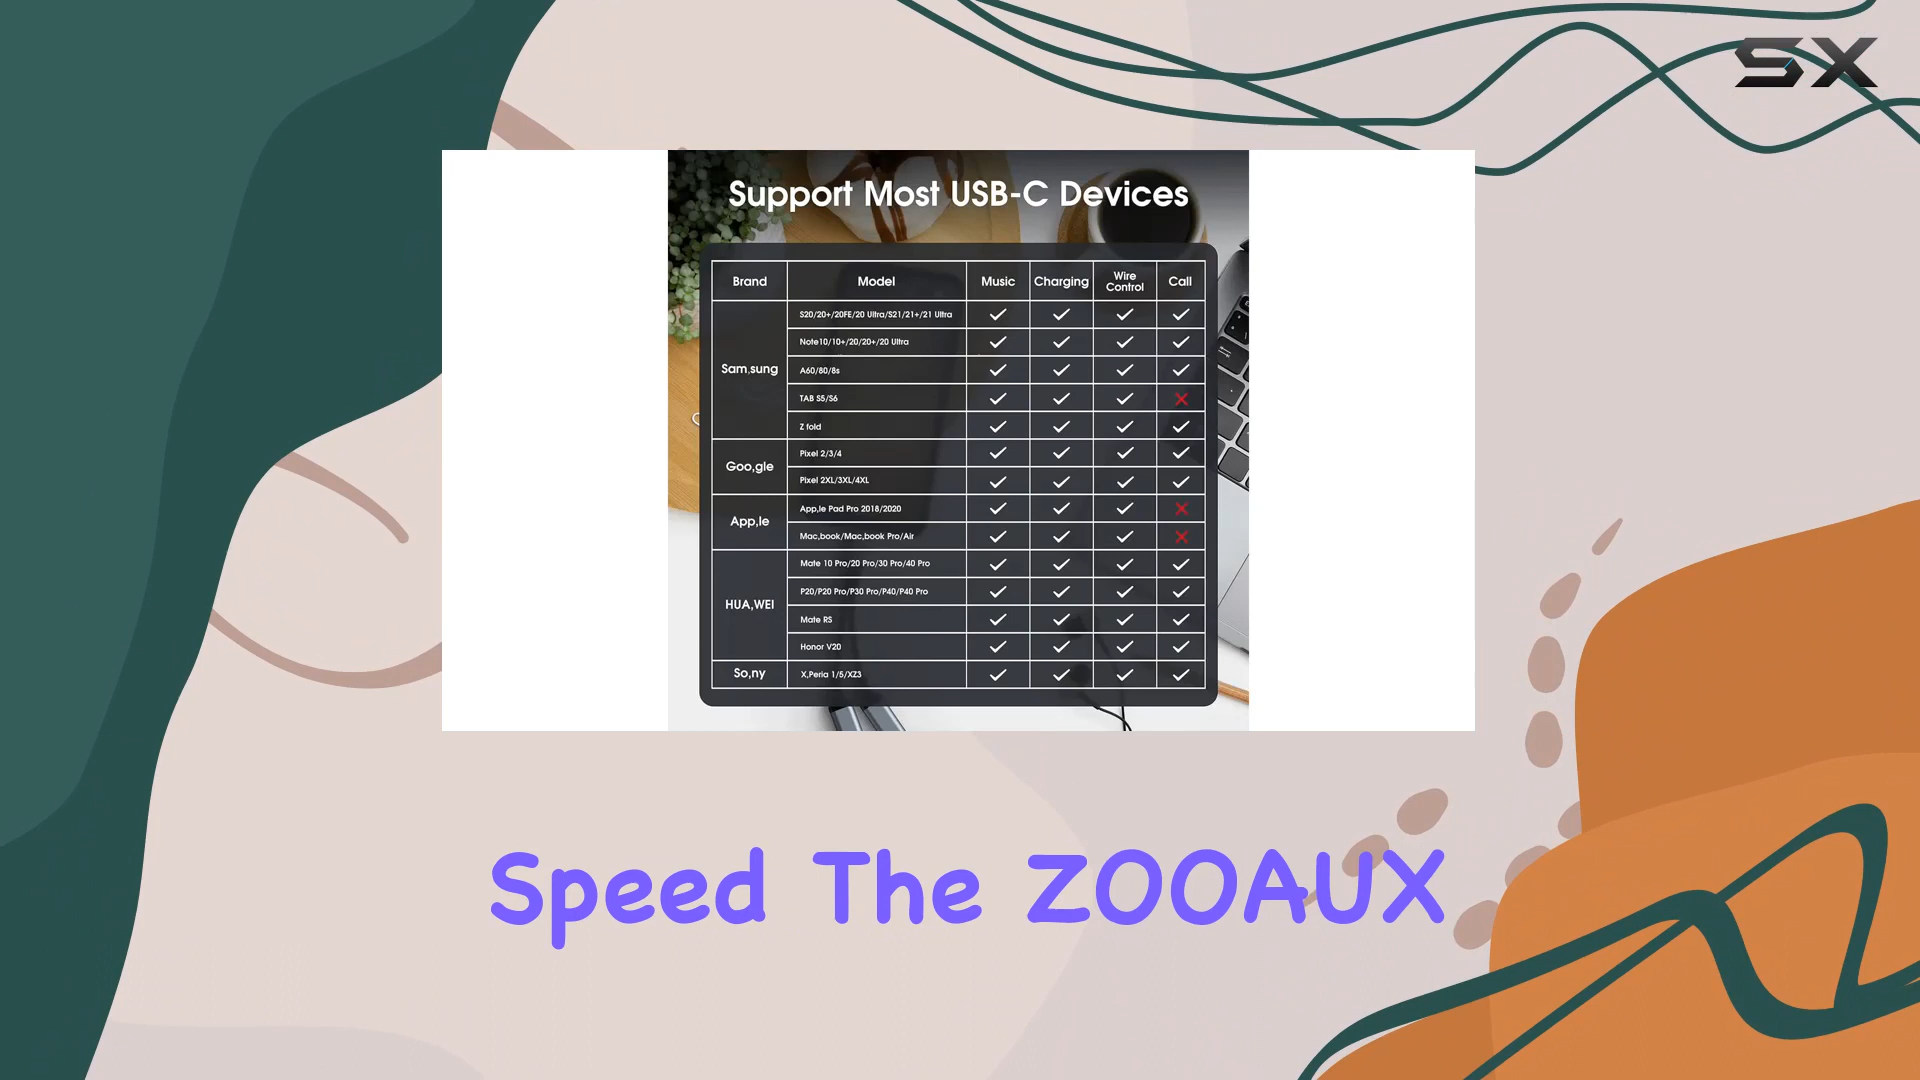 SX
Support Most USB-C Devices
Brand Model Music Charging Wire Control Call
Sam,sung
S20/20+/20FE/20 Ultra/S21/21+/21 Ultra
Note10/10+/20/20+/20 Ultra
A60/80/8s
TAB S5/S6
Z fold
Goo,gle
Pixel 2/3/4
Pixel 2XL/3XL/4XL
App,le
App,le Pad Pro 2018/2020
Mac,book/Mac,book Pro/Air
HUA,WEI
Mate 10 Pro/20 Pro/30 Pro/40 Pro
P20/P20 Pro/P30 Pro/P40/P40 Pro
Mate RS
Honor V20
So,ny
X,Peria 1/5/XZ3
Speed The ZOOAUX